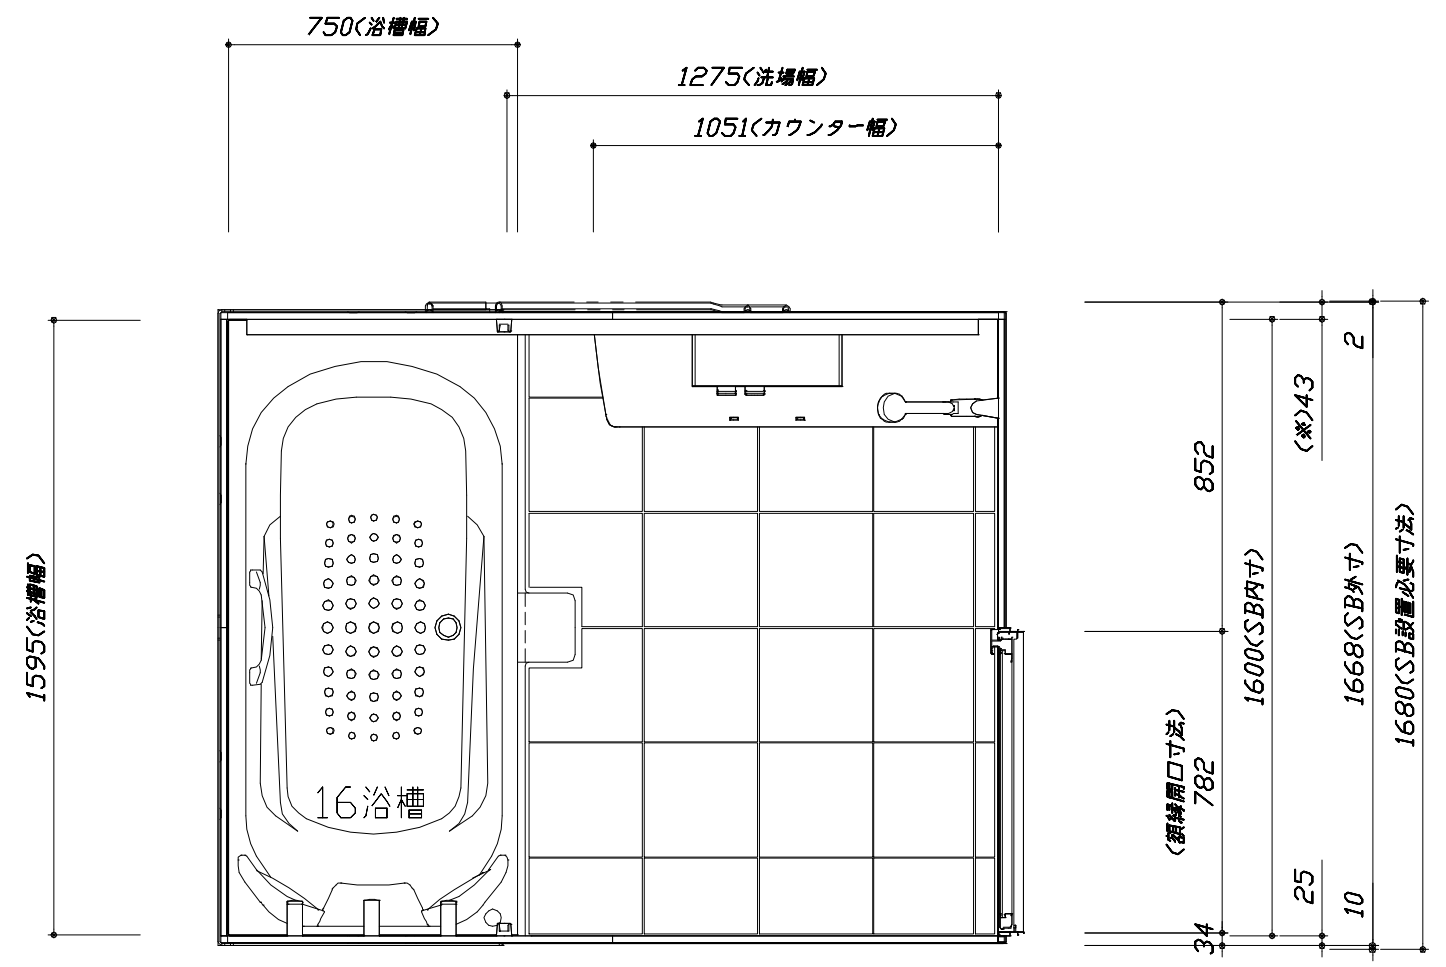 750(浴槽幅)
1275(洗場幅)
1051(カウンター幅)
1595(浴槽幅)
16浴槽
852
(額縁開口寸法)
782
34
1600(SB内寸)
(※)43
25
2
1668(SB外寸)
10
1680(SB設置必要寸法)